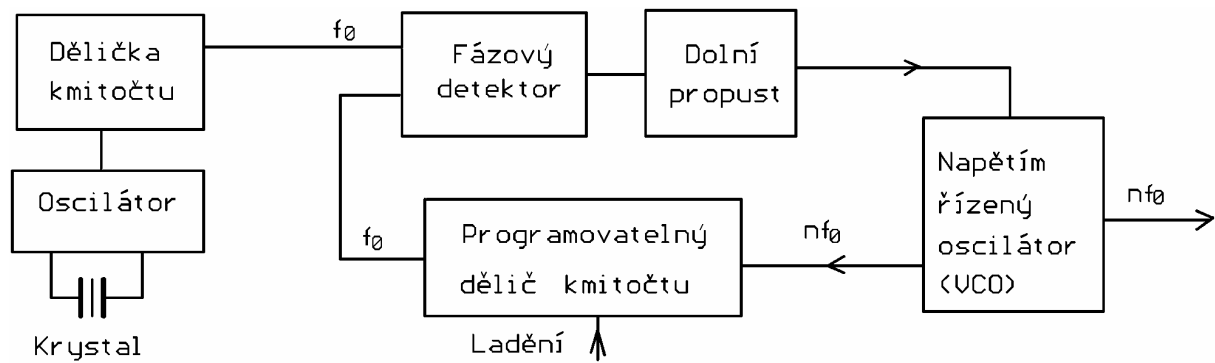 Dělička
kmitočtu
f0
Fázový
detektor
Dolní
propust
Oscilátor
Krystal
f0
Programovatelný
dělič kmitočtu
Ladění
nf0
Napětím
řízený
oscilátor
(VCO)
nf0